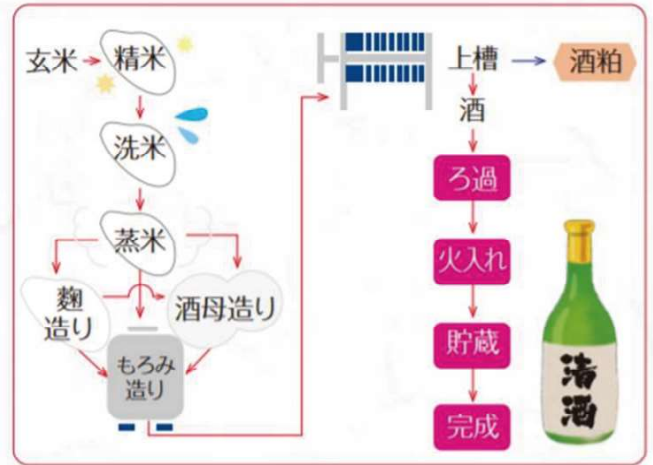 玄米
精米
洗米
蒸米
麴
造り
酒母造り
もろみ
造り
上槽
酒粕
酒
ろ過
火入れ
貯蔵
完成
清
酒